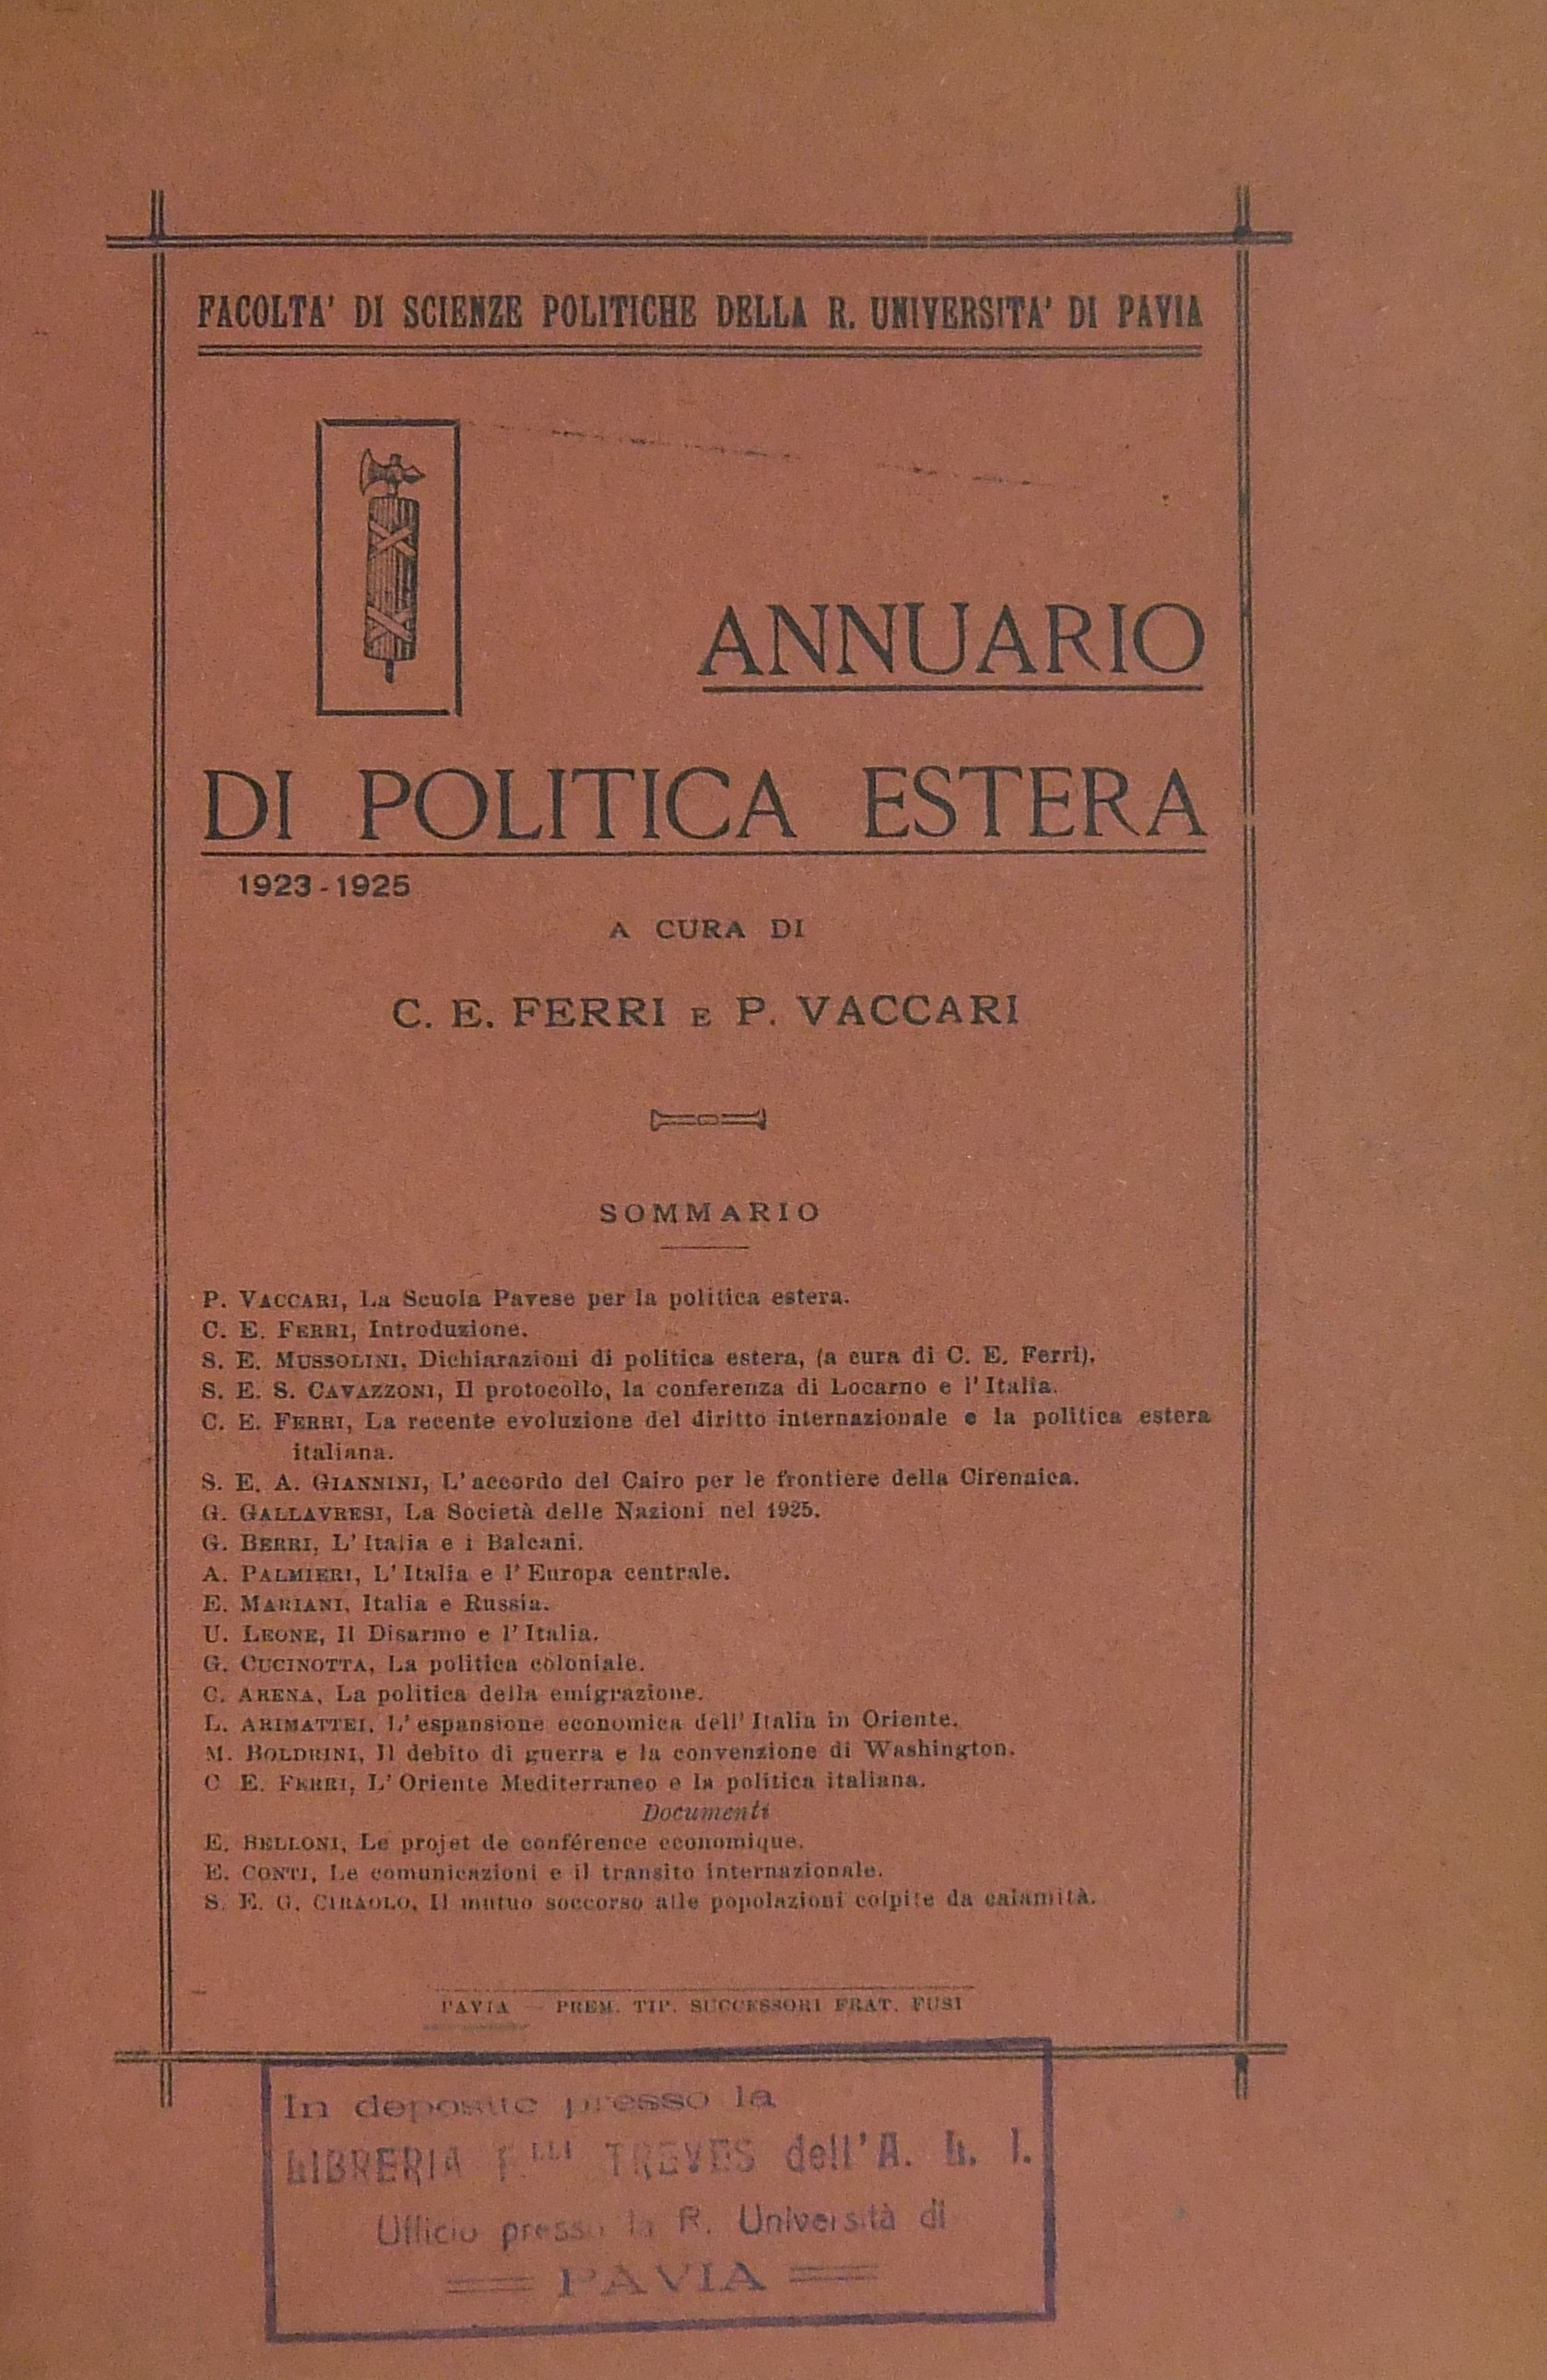 FACOLTA' DI SCIENZE POLITICHE DELLA R. UNIVERSITA' DI PAVIA
ANNUARIO
DI POLITICA ESTERA
1923-1925
A CURA DI
C. E. FERRI E P. VACCARI
SOMMARIO
P. VACCARI, La Scuola Pavese per la politica estera.
C. E. FERRI, Introduzione.
S. E. MUSSOLINI, Dichiarazioni di politica estera, (a cura di C. E. Ferri).
S. E. S. CAVAZZONI, Il protocollo, la conferenza di Locarno e l'Italia.
C. E. FERRI, La recente evoluzione del diritto internazionale e la politica estera
italiana.
S. E. A. GIANNINI, L'accordo del Cairo per le frontiere della Cirenaica.
G. GALLAVRESI, La Società delle Nazioni nel 1925.
G. BERRI, L'Italia e i Balcani.
A. PALMIERI, L'Italia e l'Europa centrale.
E. MARIANI, Italia e Russia.
U. LEONE, Il Disarmo e l'Italia.
G. CUCINOTTA, La politica coloniale.
C. ARENA, La politica della emigrazione.
L. ARIMATTEI, L'espansione economica dell'Italia in Oriente.
M. BOLDRINI, Il debito di guerra e la convenzione di Washington.
C E. FERRI, L'Oriente Mediterraneo e la politica italiana.
Documenti
E. BELLONI, Le projet de conférence economique.
E. CONTI, Le comunicazioni e il transito internazionale.
S. E. G. CIRAOLO, Il mutuo soccorso alle popolazioni colpite da calamità.
PAVIA — PREM. TIP. SUCCESSORI FRAT. FUSI
In deposito presso la
LIBRERIA F.LLI TREVES dell'A. L. I.
Ufficio presso la R. Università di
PAVIA